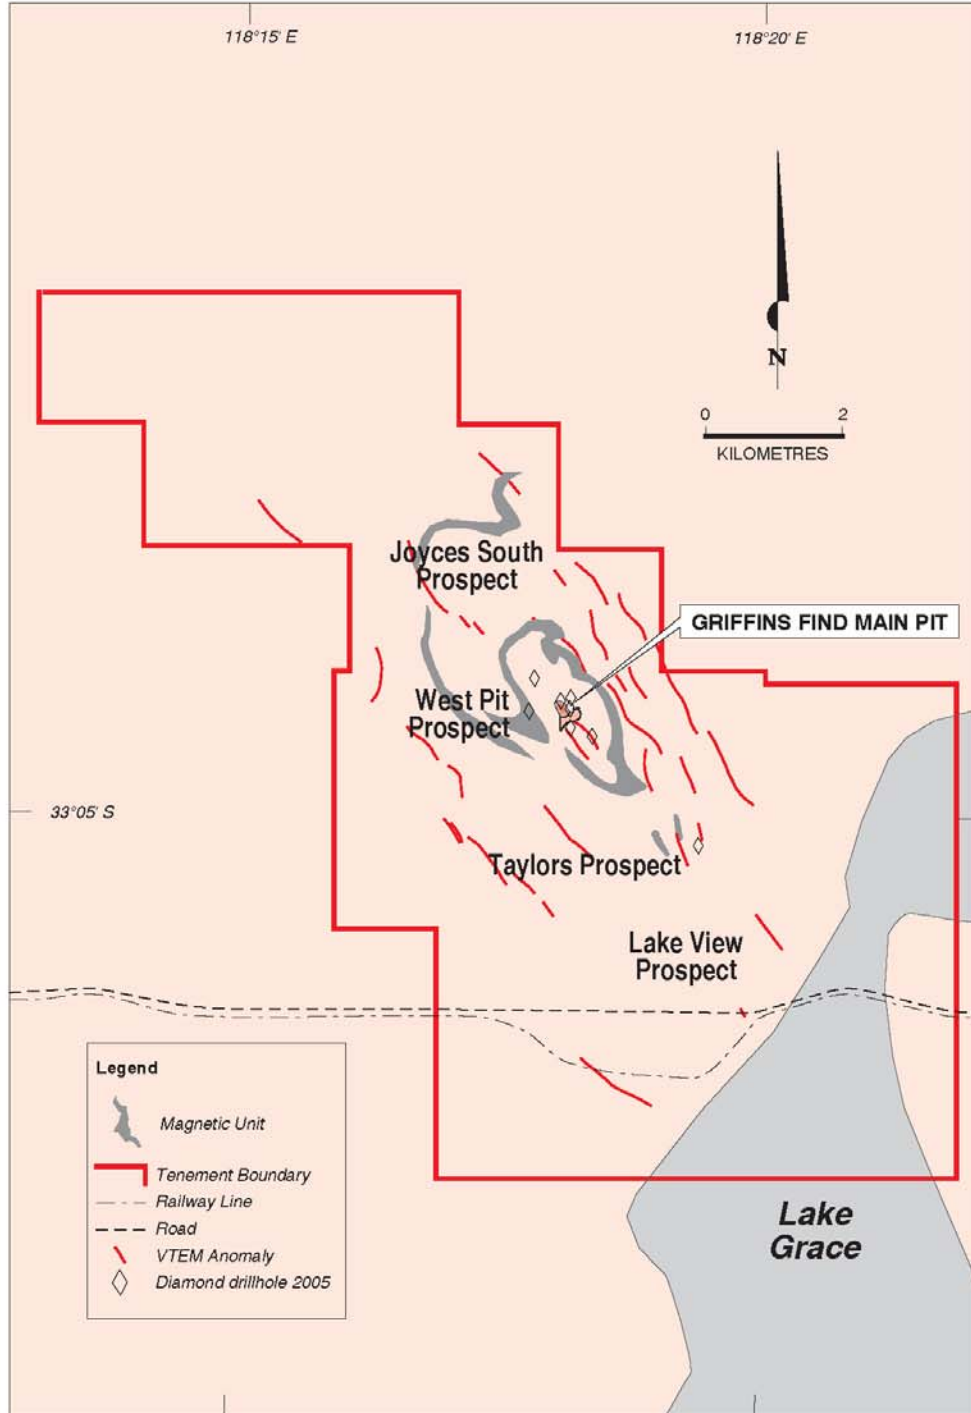 118°15' E
118°20' E
N
0 2
KILOMETRES
Joyces South
Prospect
GRIFFINS FIND MAIN PIT
West Pit
Prospect
33°05' S
Taylors Prospect
Lake View
Prospect
Legend
Magnetic Unit
Tenement Boundary
Railway Line
Road
VTEM Anomaly
Diamond drillhole 2005
Lake
Grace